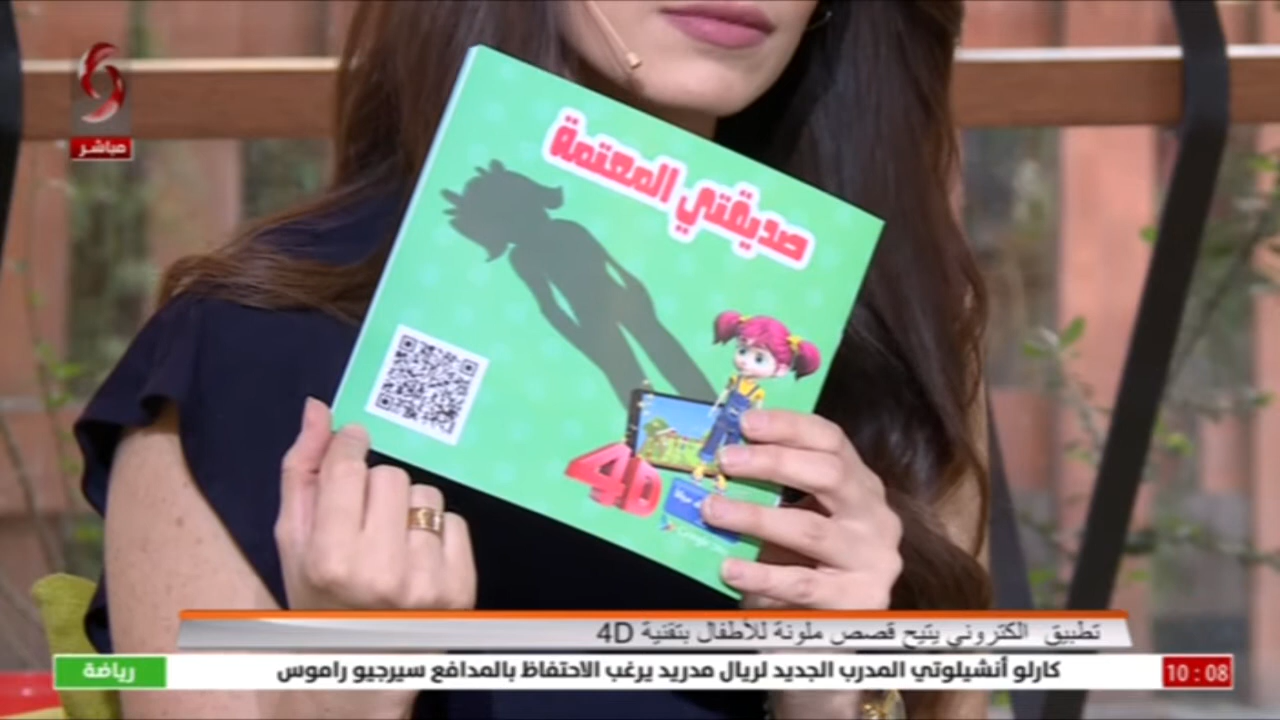 مباشر
صديقتي المعتمة
4D
تطبيق الكتروني يتيح قصص ملونة للأطفال بتقنية 4D
رياضة
كارلو أنشيلوتي المدرب الجديد لريال مدريد يرغب الاحتفاظ بالمدافع سيرجيو راموس
10 : 08